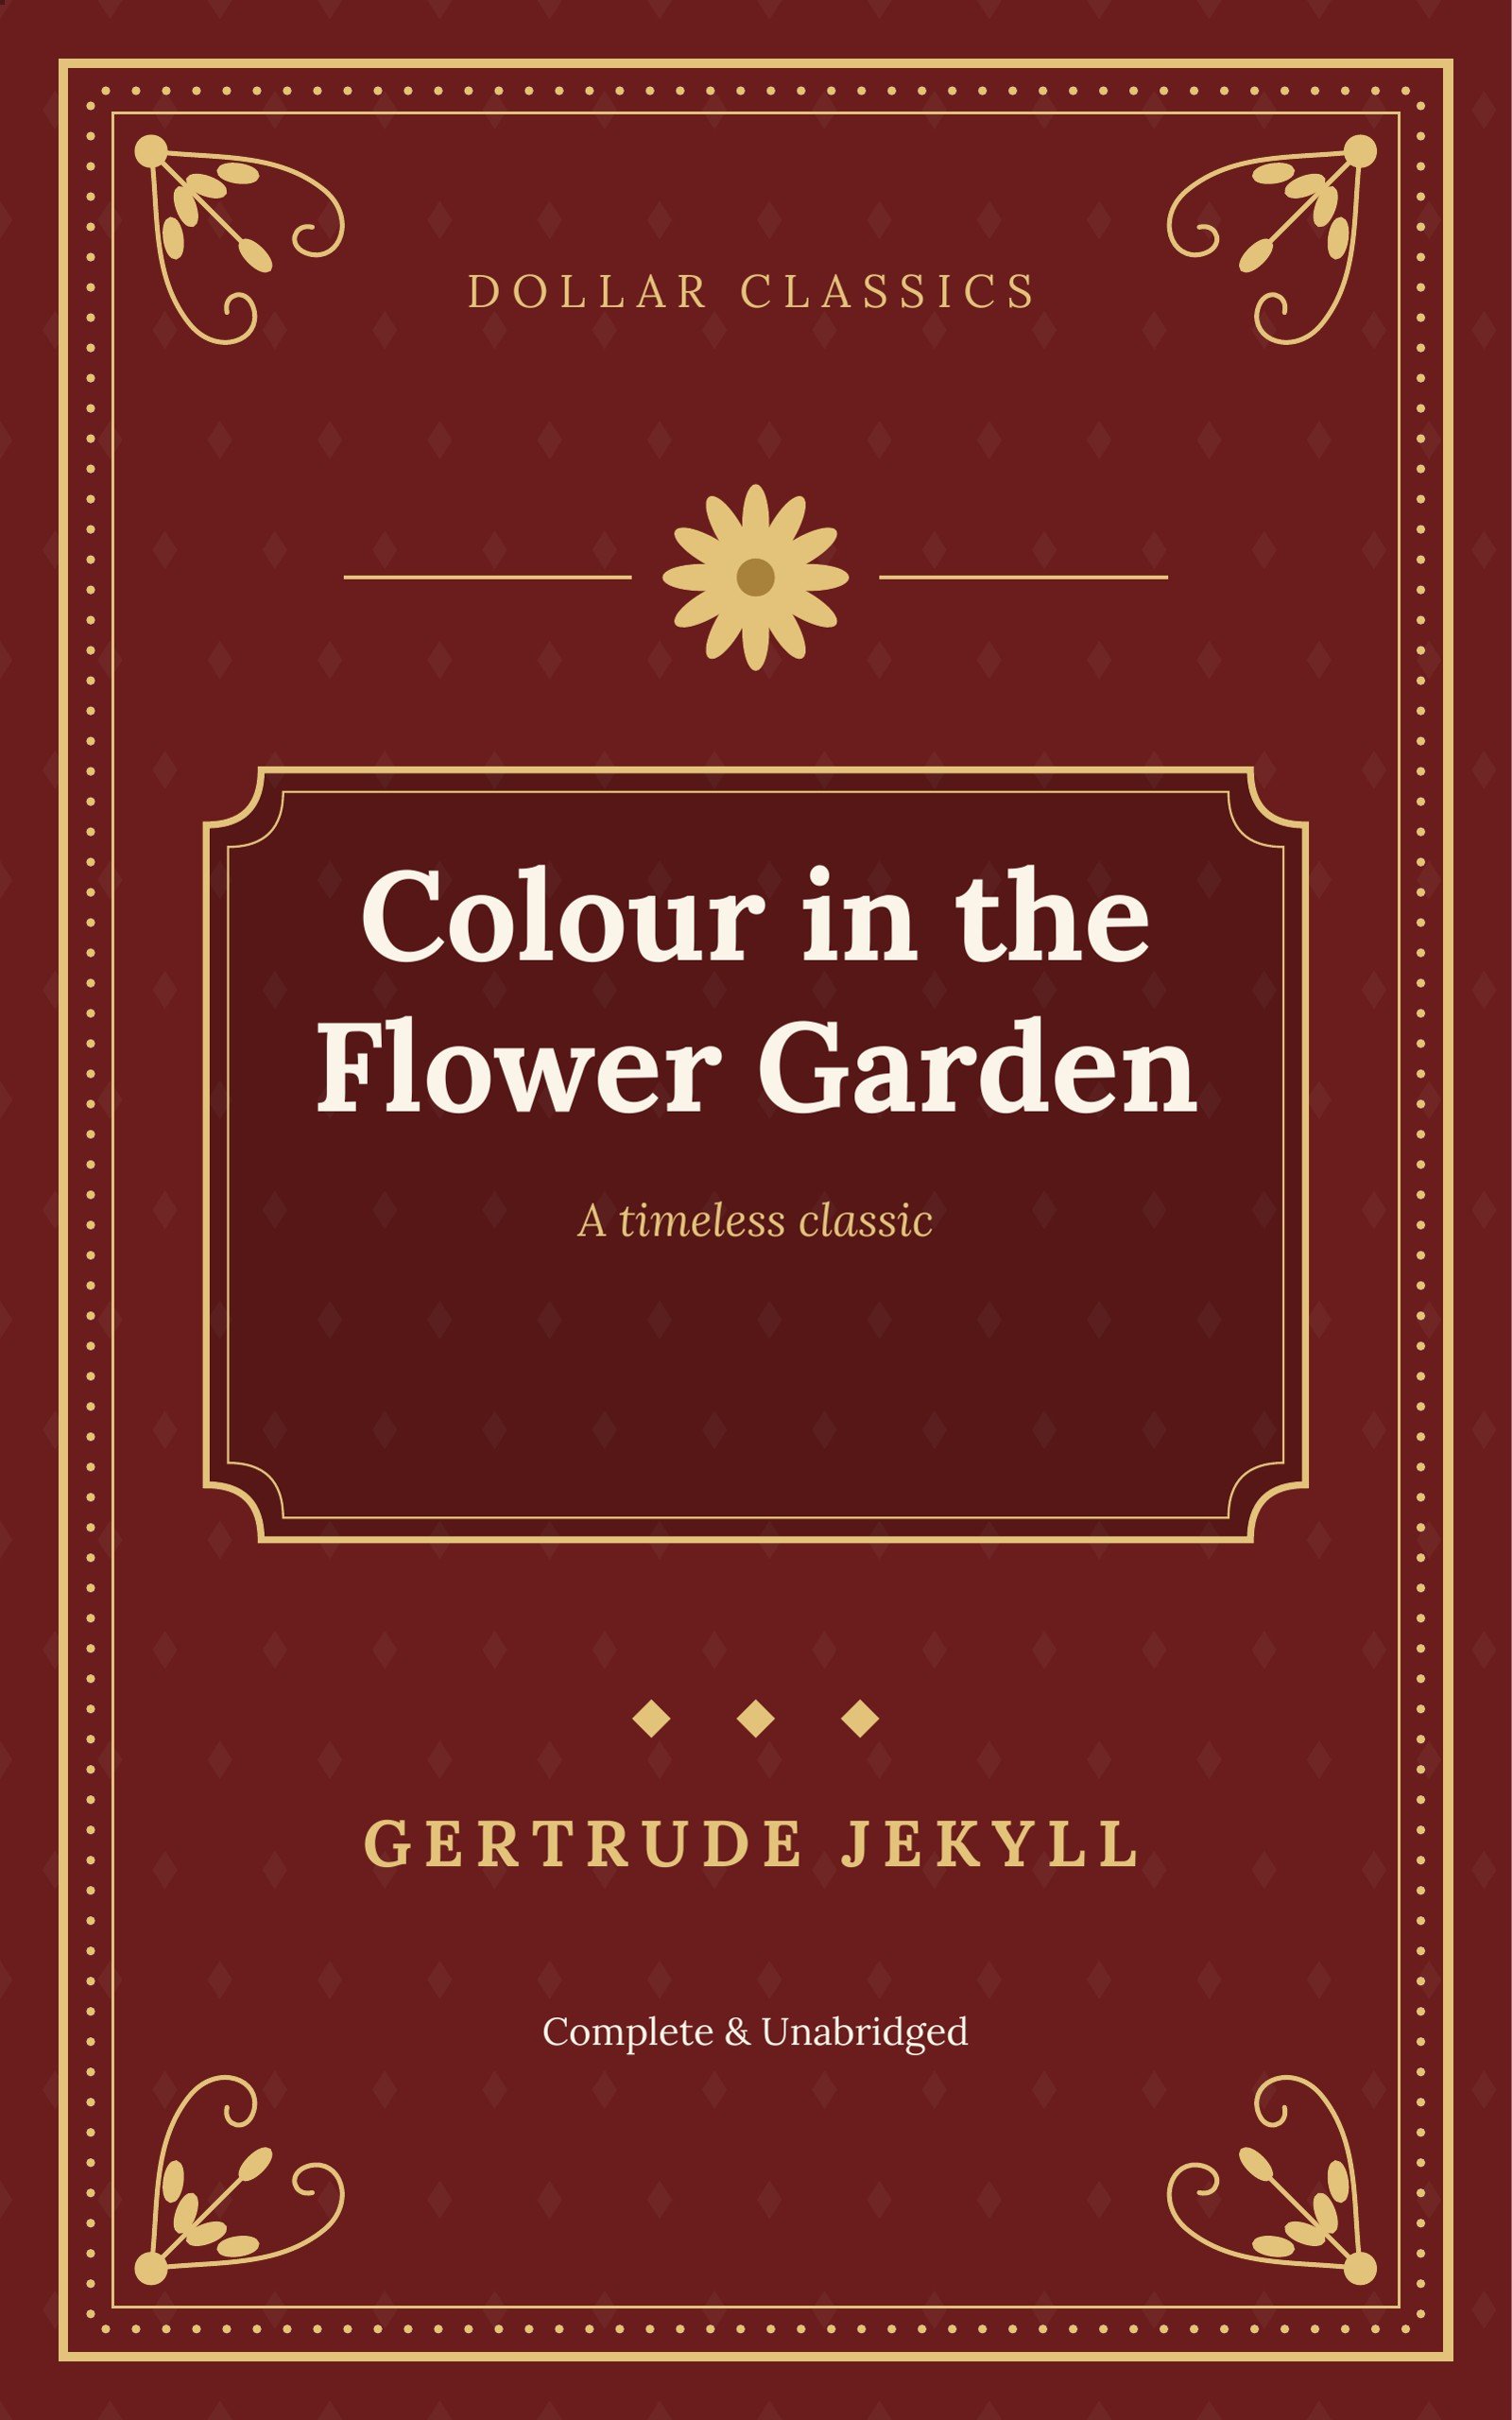 DOLLAR CLASSICS
Colour in the
Flower Garden
A timeless classic
GERTRUDE JEKYLL
Complete & Unabridged